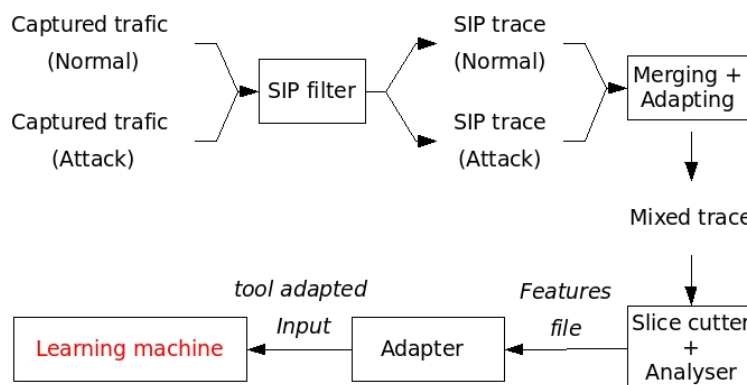 Captured trafic
(Normal)
SIP trace
(Normal)
SIP filter
Merging +
Adapting
Captured trafic
(Attack)
SIP trace
(Attack)
Mixed trace
tool adapted
Input
Features
file
Learning machine
Adapter
Slice cutter
+
Analyser